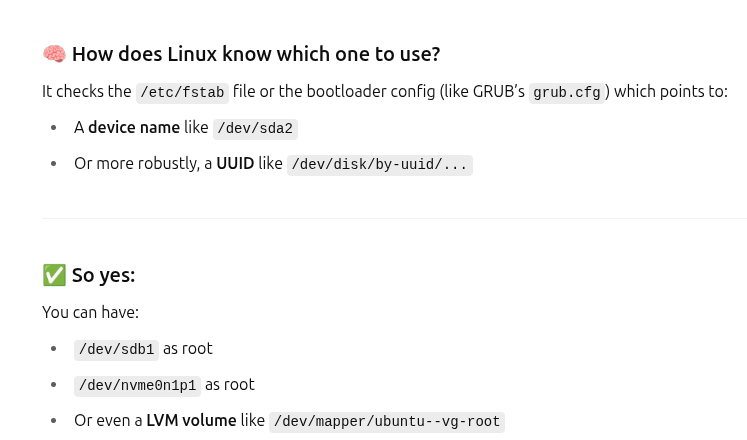 🧠 How does Linux know which one to use?
It checks the /etc/fstab file or the bootloader config (like GRUB’s grub.cfg) which points to:
• A device name like /dev/sda2
• Or more robustly, a UUID like /dev/disk/by-uuid/...
✅ So yes:
You can have:
• /dev/sdb1 as root
• /dev/nvme0n1p1 as root
• Or even a LVM volume like /dev/mapper/ubuntu--vg-root